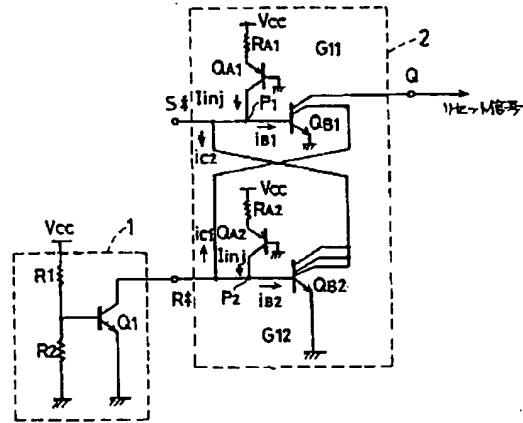 Vcc
RA1
G11
2
QA1
Q
Iinj
P1
S*
リセット信号
iB1
QB1
iC2
Vcc
RA2
Vcc
1
iC1
QA2
Iinj
R1
R*
P2
iB2
QB2
Q1
R2
G12